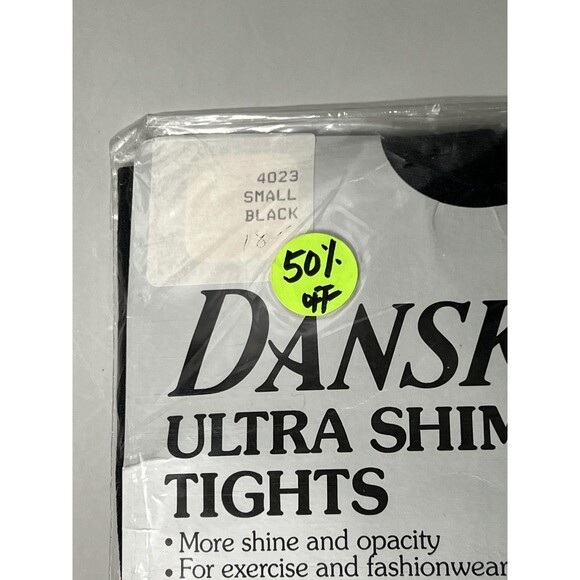 4023
SMALL
BLACK
50%
OFF
DANSK
ULTRA SHIM
TIGHTS
• More shine and opacity
• For exercise and fashionwear